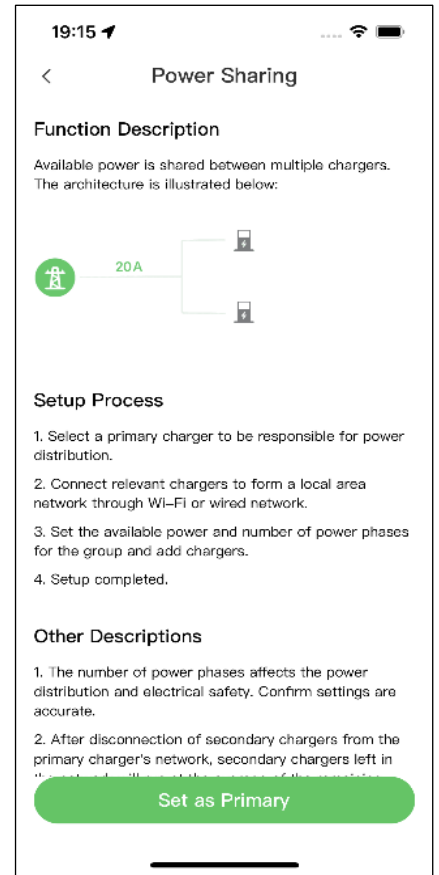 19:15
Power Sharing
Function Description
Available power is shared between multiple chargers.
The architecture is illustrated below:
20A
Setup Process
1. Select a primary charger to be responsible for power
distribution.
2. Connect relevant chargers to form a local area
network through Wi-Fi or wired network.
3. Set the available power and number of power phases
for the group and add chargers.
4. Setup completed.
Other Descriptions
1. The number of power phases affects the power
distribution and electrical safety. Confirm settings are
accurate.
2. After disconnection of secondary chargers from the
primary charger's network, secondary chargers left in
Set as Primary